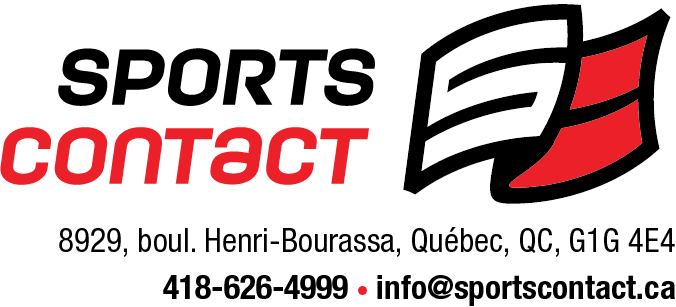 SPORTS
CONTACT
8929, boul. Henri-Bourassa, Québec, QC, G1G 4E4
418-626-4999 • info@sportscontact.ca